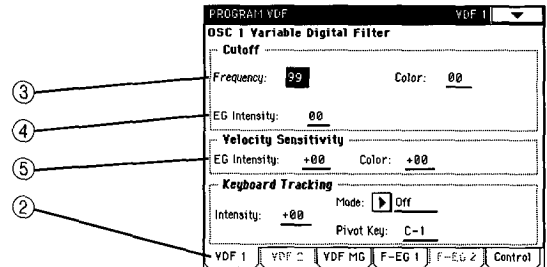 PROGRAM VDF VDF 1
OSC 1 Variable Digital Filter
Cutoff
③ Frequency: 99 Color: 00
④ EG Intensity: 00
Velocity Sensitivity
⑤ EG Intensity: +00 Color: +00
Keyboard Tracking
Mode: Off
Intensity: +00
Pivot Key: C-1
② VDF 1 VDF 2 VDF MG F-EG 1 F-EG 2 Control